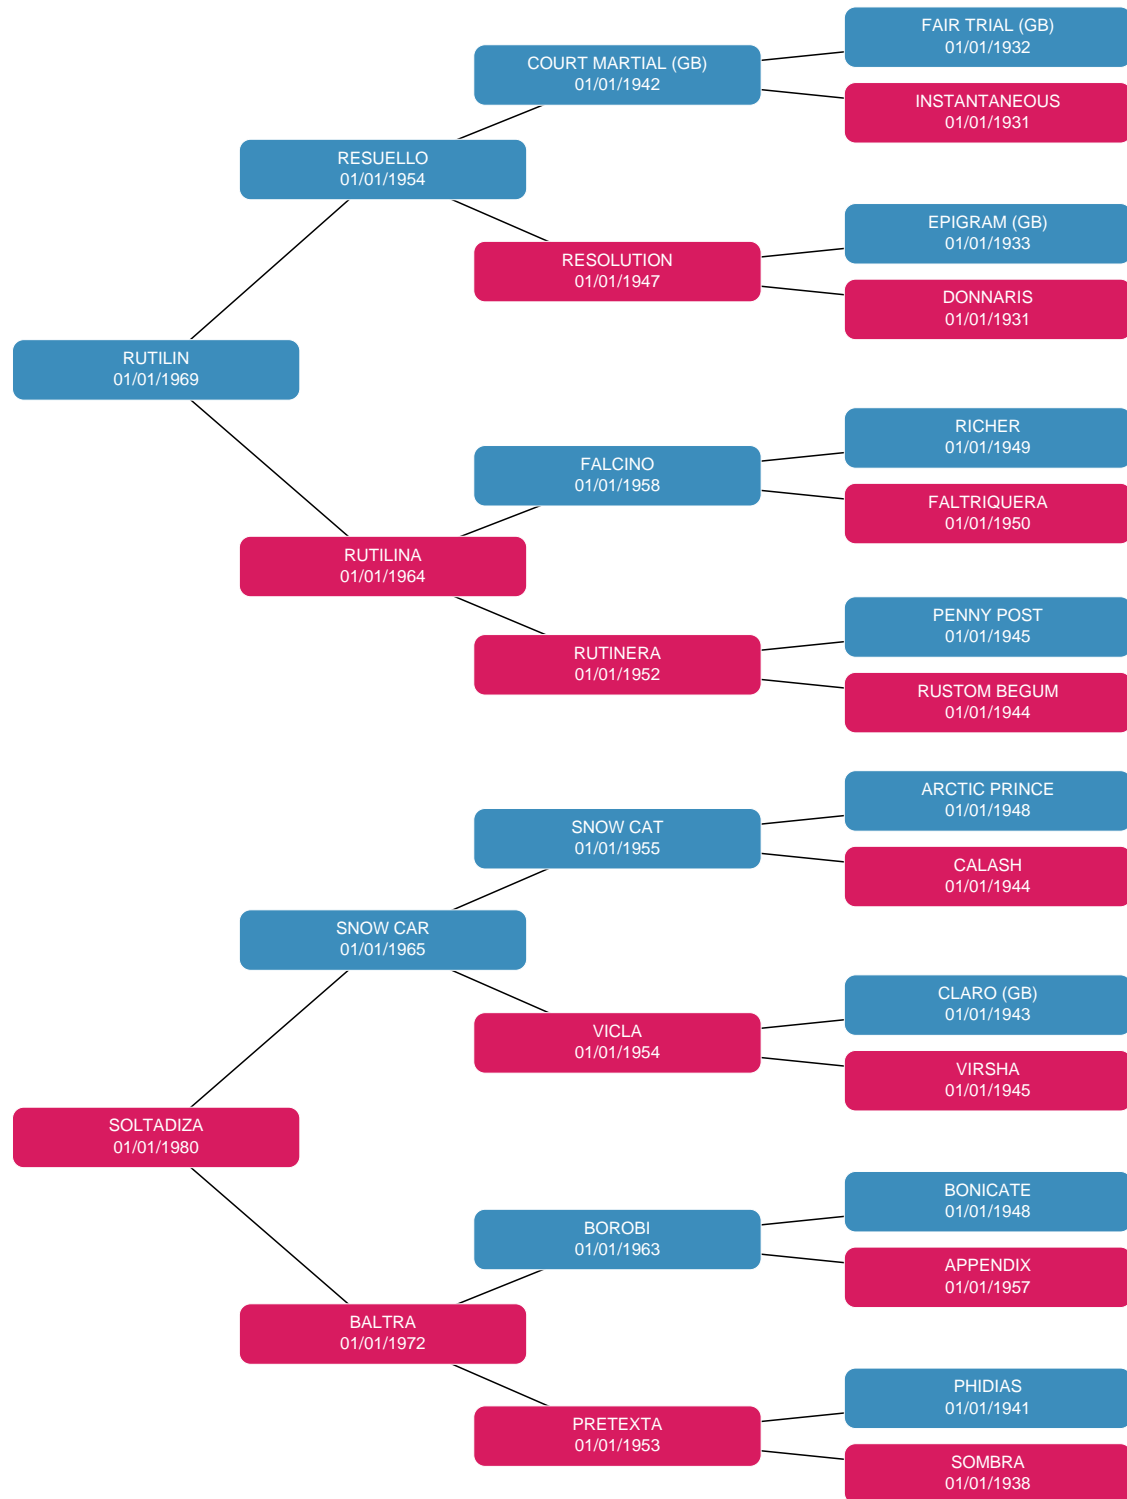 FAIR TRIAL (GB)
01/01/1932
COURT MARTIAL (GB)
01/01/1942
INSTANTANEOUS
01/01/1931
RESUELLO
01/01/1954
EPIGRAM (GB)
01/01/1933
RESOLUTION
01/01/1947
DONNARIS
01/01/1931
RUTILIN
01/01/1969
RICHER
01/01/1949
FALCINO
01/01/1958
FALTRIQUERA
01/01/1950
RUTILINA
01/01/1964
PENNY POST
01/01/1945
RUTINERA
01/01/1952
RUSTOM BEGUM
01/01/1944
ARCTIC PRINCE
01/01/1948
SNOW CAT
01/01/1955
CALASH
01/01/1944
SNOW CAR
01/01/1965
CLARO (GB)
01/01/1943
VICLA
01/01/1954
VIRSHA
01/01/1945
SOLTADIZA
01/01/1980
BONICATE
01/01/1948
BOROBI
01/01/1963
APPENDIX
01/01/1957
BALTRA
01/01/1972
PHIDIAS
01/01/1941
PRETEXTA
01/01/1953
SOMBRA
01/01/1938